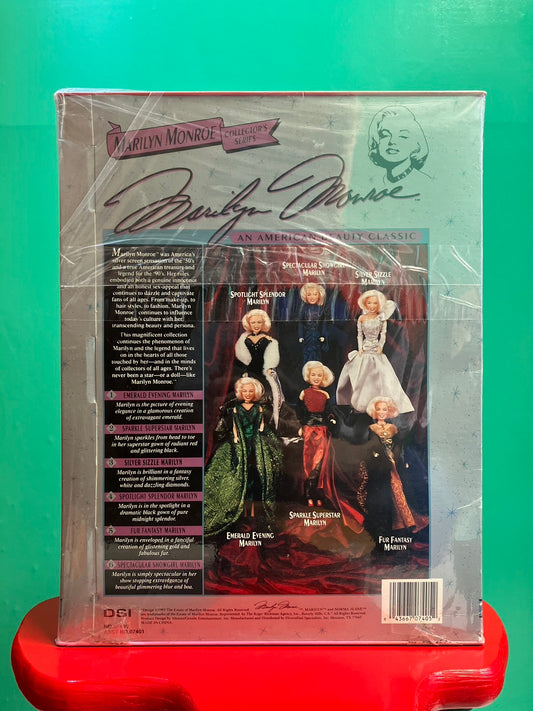 MARILYN MONROE
COLLECTOR'S
SERIES
Marilyn Monroe
AN AMERICAN BEAUTY CLASSIC
Marilyn Monroe™ was America's
silver screen sensation of the '50's
and a true American treasure and
legend for the '90's. Her roles
embodied both a genuine innocence
and an honest sex-appeal that
continues to dazzle and captivate
fans of all ages. From make-up, to
hair styles, to fashion, Marilyn
Monroe™ continues to influence
today's culture with her
transcending beauty and persona.
This magnificent collection
continues the phenomenon of
Marilyn and the legend that lives
on in the hearts of all those
touched by her—and in the minds
of collectors of all ages. There's
never been a star—or a doll—like
Marilyn Monroe.™
1 EMERALD EVENING MARILYN
Marilyn is the picture of evening
elegance in a glamorous creation
of extravagant emerald.
2 SPARKLE SUPERSTAR MARILYN
Marilyn sparkles from head to toe
in her superstar gown of radiant red
and glittering black.
3 SILVER SIZZLE MARILYN
Marilyn is brilliant in a fantasy
creation of shimmering silver,
white and dazzling diamonds.
4 SPOTLIGHT SPLENDOR MARILYN
Marilyn is in the spotlight in a
dramatic black gown of pure
midnight splendor.
5 FUR FANTASY MARILYN
Marilyn is enveloped in a fanciful
creation of glistening gold and
fabulous fur.
6 SPECTACULAR SHOWGIRL MARILYN
Marilyn is simply spectacular in her
show stopping extravaganza of
beautiful glimmering blue and boa.
SPECTACULAR SHOWGIRL
MARILYN
SILVER SIZZLE
MARILYN
SPOTLIGHT SPLENDOR
MARILYN
EMERALD EVENING
MARILYN
SPARKLE SUPERSTAR
MARILYN
FUR FANTASY
MARILYN
DSI
ASST NO.07401
MADE IN CHINA.
43667 07405